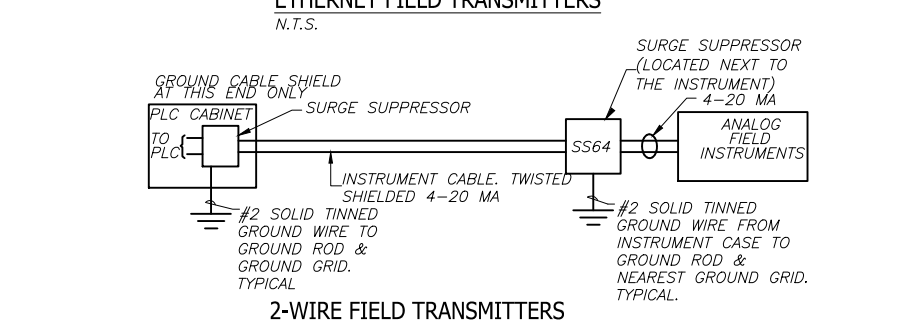 ETHERNET FIELD TRANSMITTERS
N.T.S.
SURGE SUPPRESSOR
(LOCATED NEXT TO
THE INSTRUMENT)
4-20 MA
GROUND CABLE SHIELD
AT THIS END ONLY
PLC CABINET
SURGE SUPPRESSOR
TO
PLC
SS64
ANALOG
FIELD
INSTRUMENTS
INSTRUMENT CABLE. TWISTED
SHIELDED 4-20 MA
#2 SOLID TINNED
GROUND WIRE TO
GROUND ROD &
GROUND GRID.
TYPICAL
#2 SOLID TINNED
GROUND WIRE FROM
INSTRUMENT CASE TO
GROUND ROD &
NEAREST GROUND GRID.
TYPICAL.
2-WIRE FIELD TRANSMITTERS